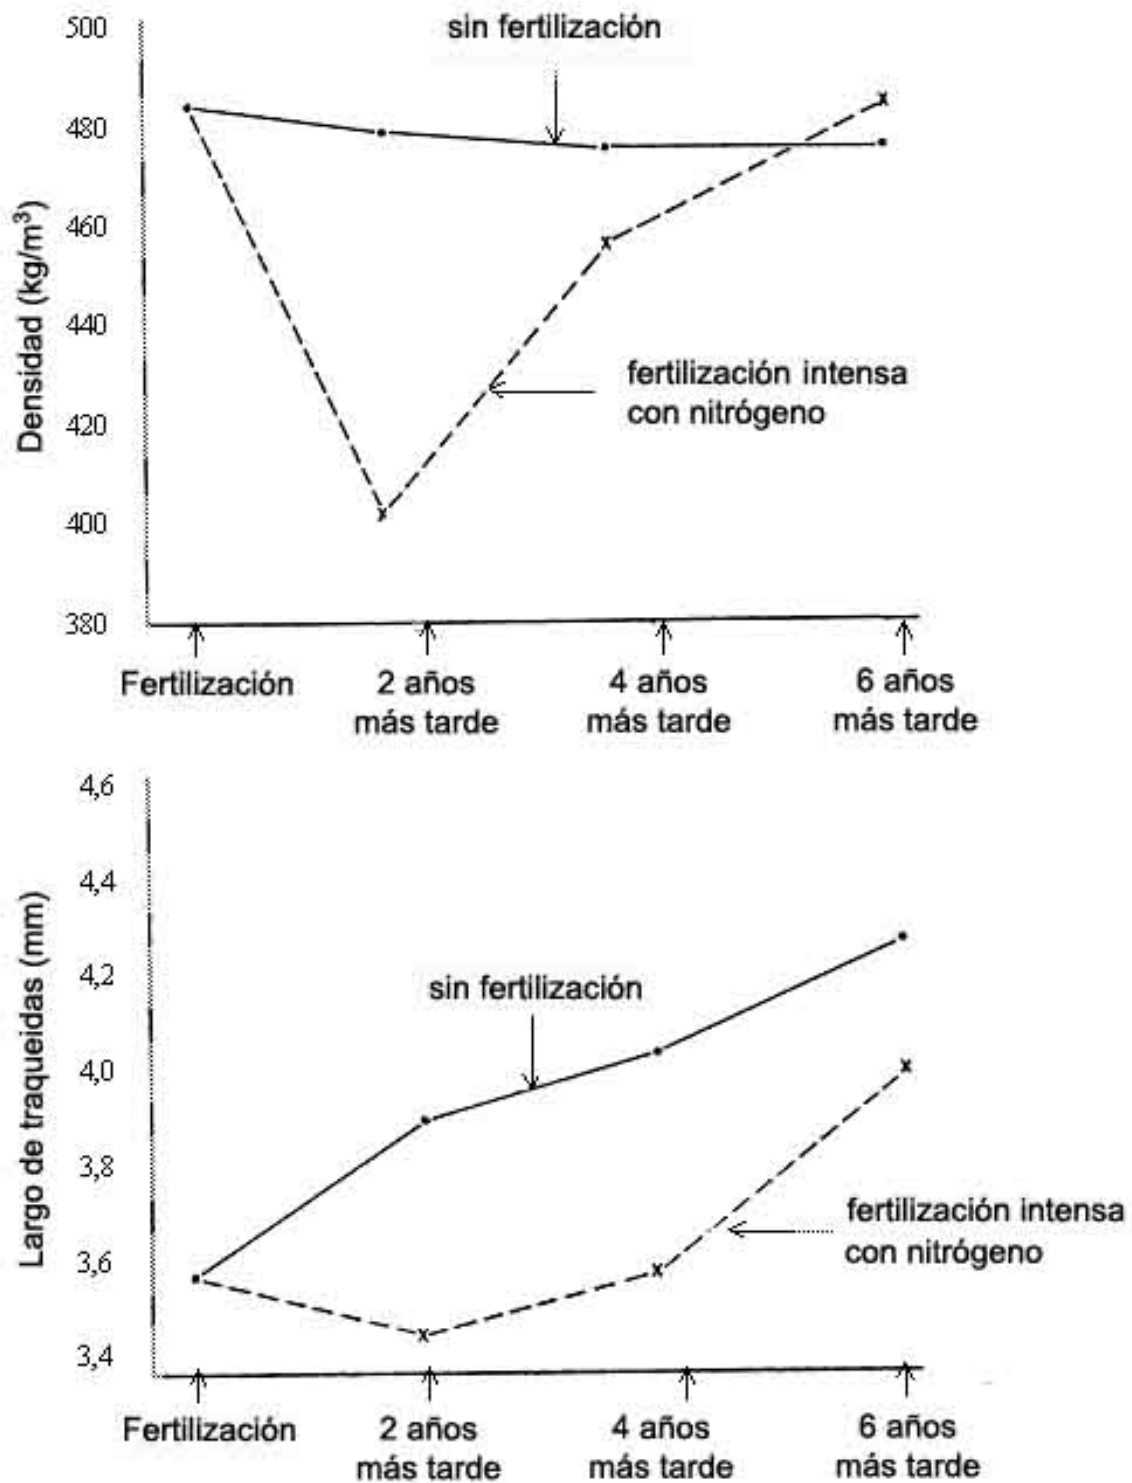 500
sin fertilización
480
460
440
420
400
380
Densidad (kg/m³)
fertilización intensa
con nitrógeno
Fertilización
2 años
más tarde
4 años
más tarde
6 años
más tarde
4,6
4,4
4,2
4,0
3,8
3,6
3,4
Largo de traqueidas (mm)
sin fertilización
fertilización intensa
con nitrógeno
Fertilización
2 años
más tarde
4 años
más tarde
6 años
más tarde